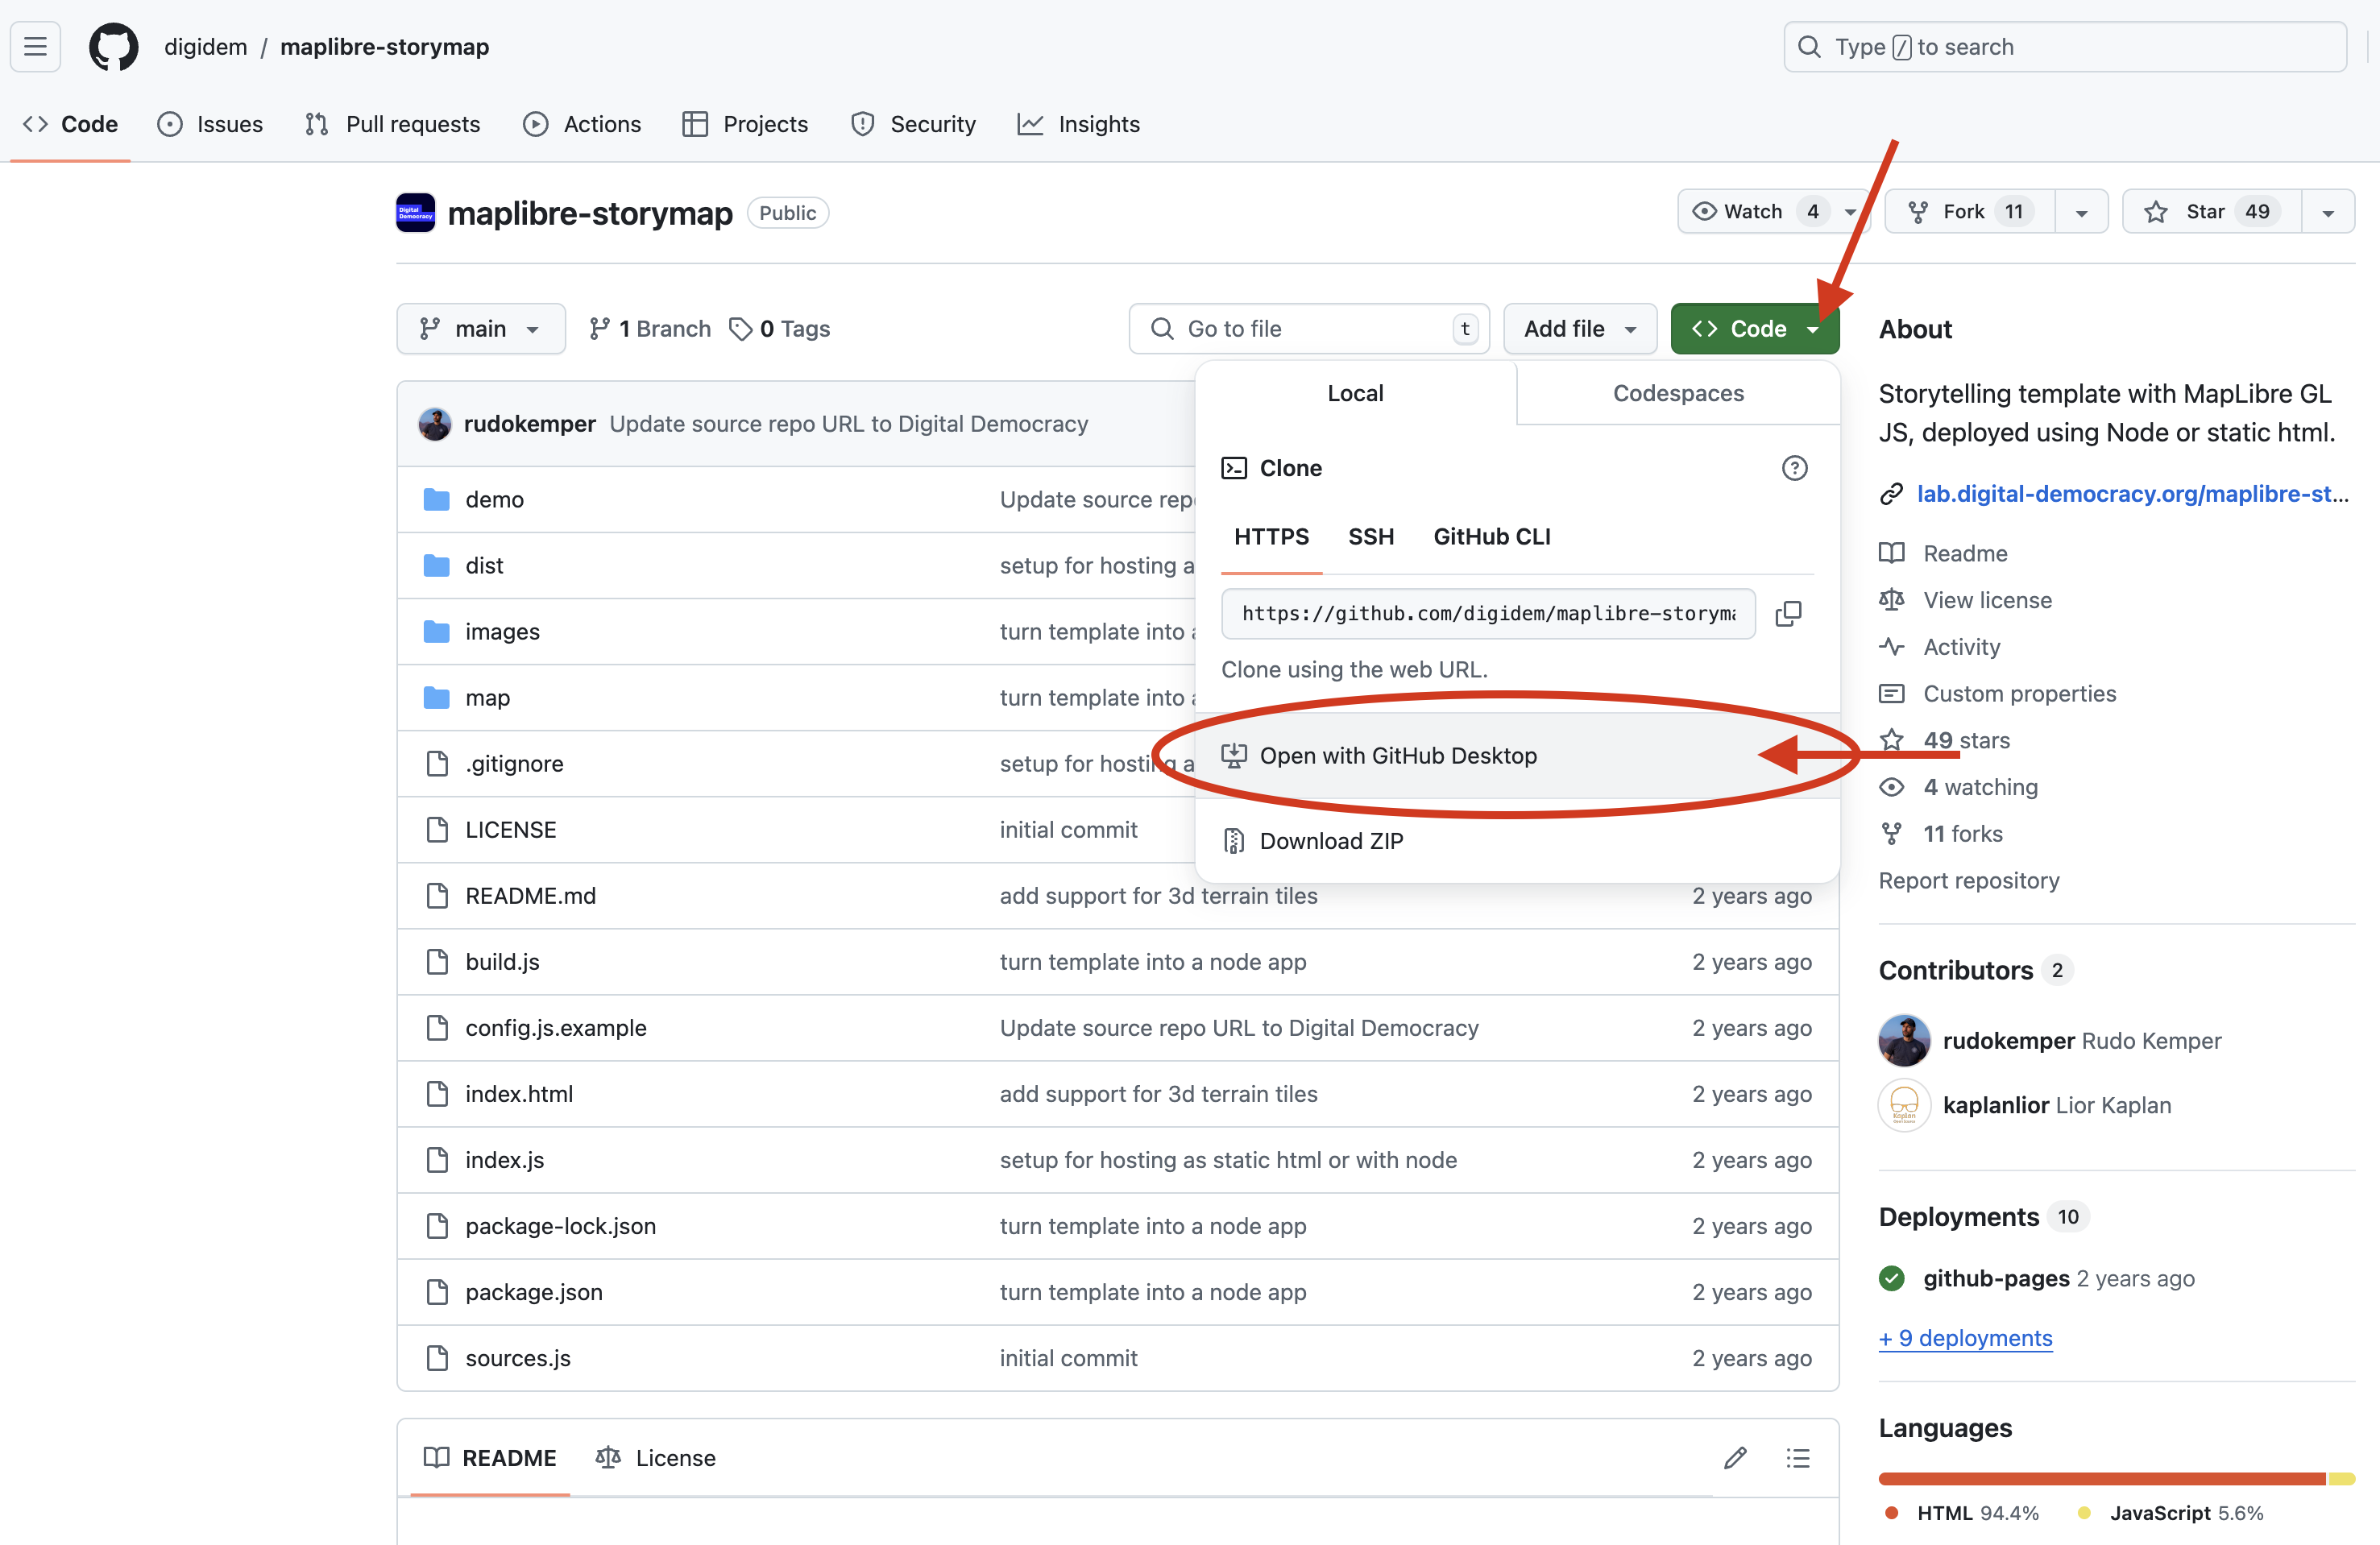 digidem / maplibre-storymap
Type / to search
Code Issues Pull requests Actions Projects Security Insights
Digital Democracy
maplibre-storymap Public
Watch 4 Fork 11 Star 49
main 1 Branch 0 Tags
Go to file t Add file Code
Local Codespaces
Clone
HTTPS SSH GitHub CLI
https://github.com/digidem/maplibre-storyma
Clone using the web URL.
Open with GitHub Desktop
Download ZIP
rudokemper Update source repo URL to Digital Democracy
demo Update source repo
dist setup for hosting a
images turn template into a
map turn template into a
.gitignore setup for hosting a
LICENSE initial commit
README.md add support for 3d terrain tiles 2 years ago
build.js turn template into a node app 2 years ago
config.js.example Update source repo URL to Digital Democracy 2 years ago
index.html add support for 3d terrain tiles 2 years ago
index.js setup for hosting as static html or with node 2 years ago
package-lock.json turn template into a node app 2 years ago
package.json turn template into a node app 2 years ago
sources.js initial commit 2 years ago
README License
About
Storytelling template with MapLibre GL
JS, deployed using Node or static html.
lab.digital-democracy.org/maplibre-st...
Readme
View license
Activity
Custom properties
49 stars
4 watching
11 forks
Report repository
Contributors 2
rudokemper Rudo Kemper
kaplanlior Lior Kaplan
Deployments 10
github-pages 2 years ago
+ 9 deployments
Languages
HTML 94.4% JavaScript 5.6%